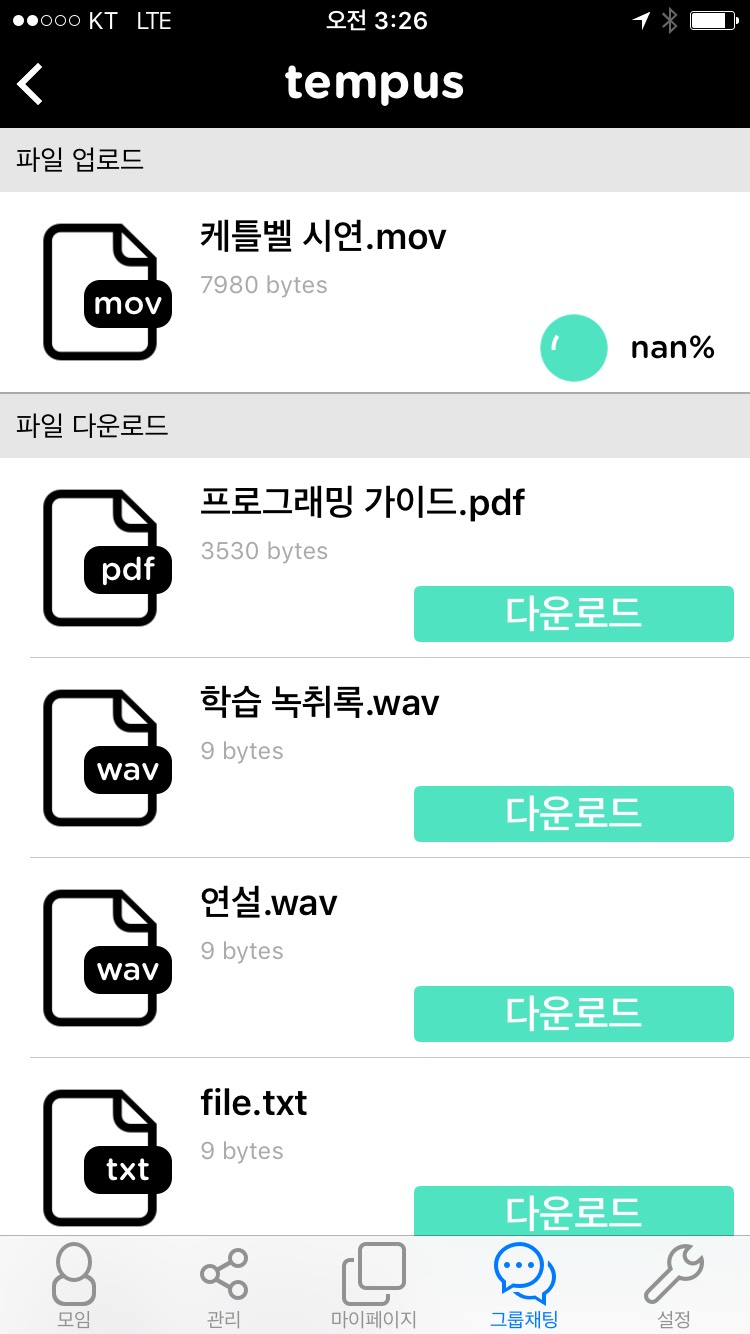 KT LTE 오전 3:26
tempus
파일 업로드
케틀벨 시연.mov
7980 bytes
mov
nan%
파일 다운로드
프로그래밍 가이드.pdf
3530 bytes
pdf
다운로드
학습 녹취록.wav
9 bytes
wav
다운로드
연설.wav
9 bytes
wav
다운로드
file.txt
9 bytes
txt
다운로드
모임 관리 마이페이지 그룹채팅 설정